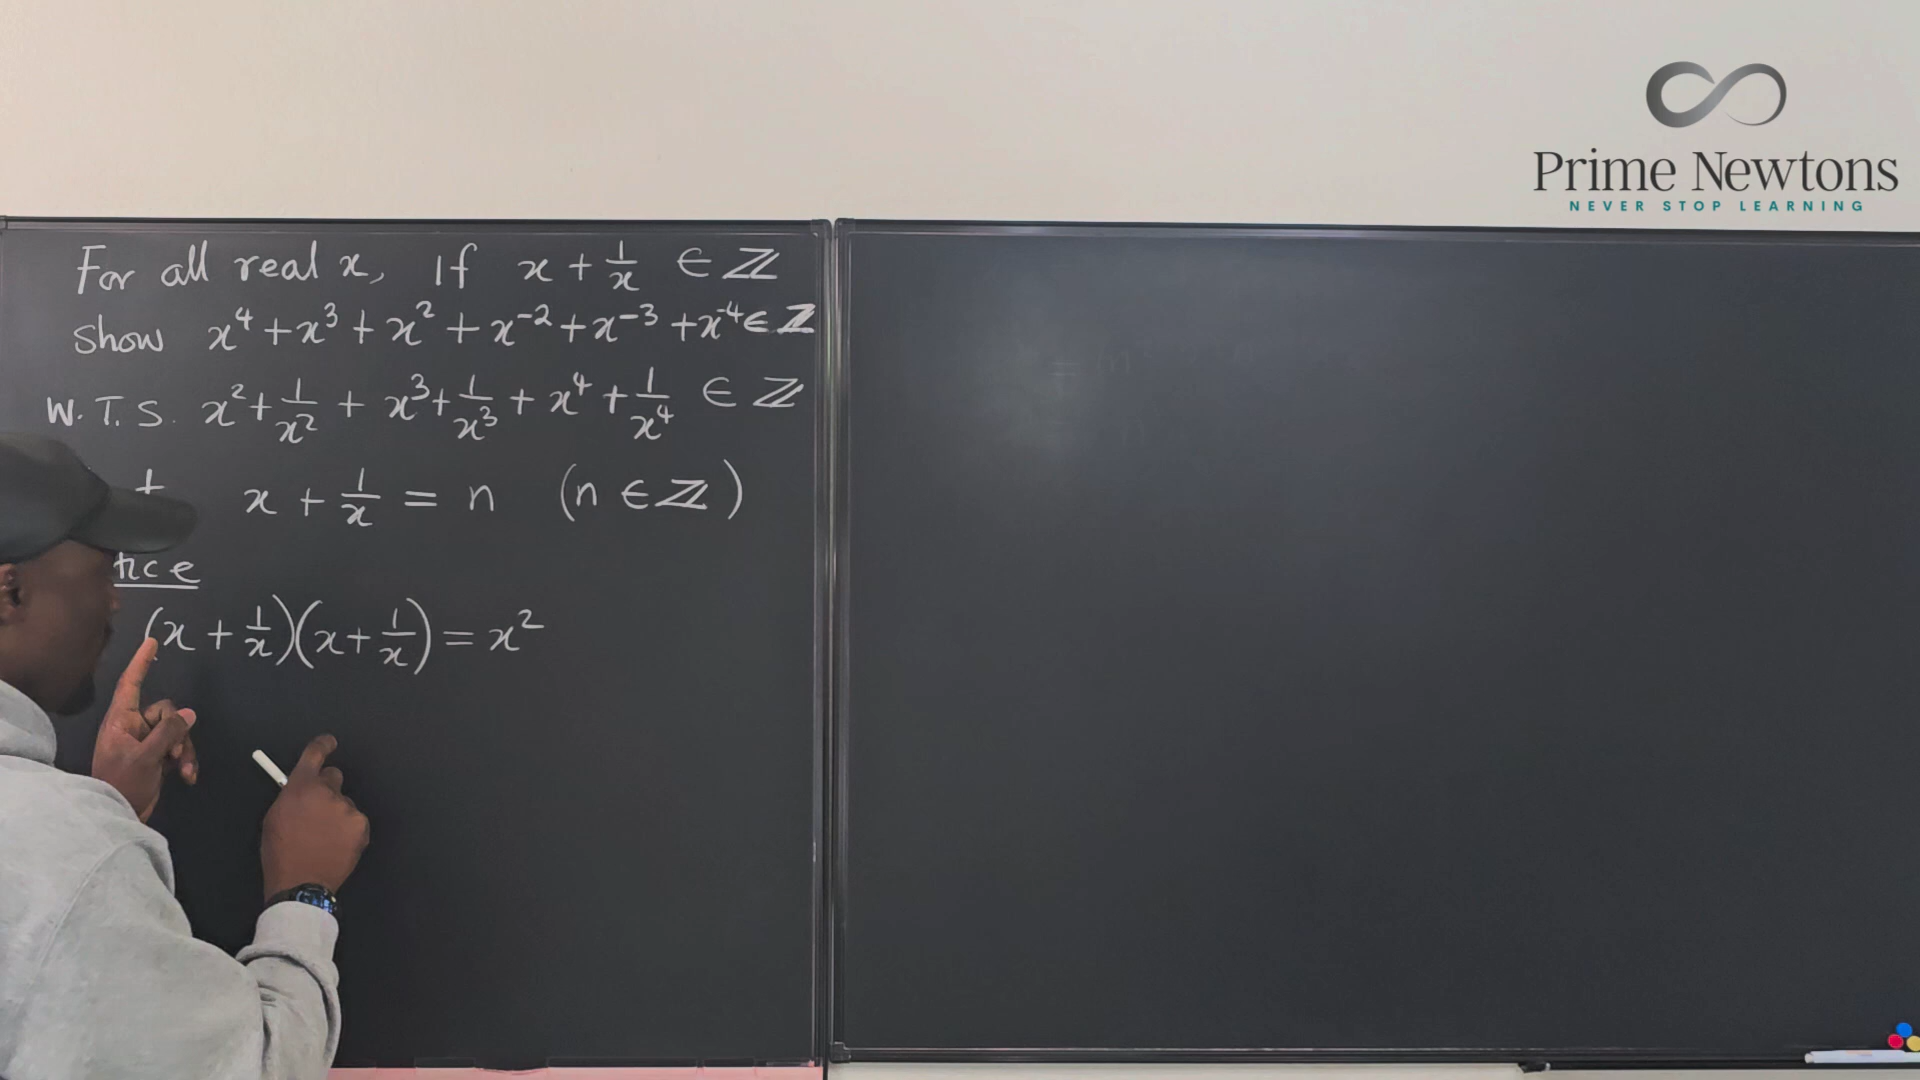 For all real x, If x + 1/x ∈ ℤ
show x⁴ + x³ + x² + x⁻² + x⁻³ + x⁻⁴ ∈ ℤ
W.T.S. x² + 1/x² + x³ + 1/x³ + x⁴ + 1/x⁴ ∈ ℤ
x + 1/x = n (n ∈ ℤ)
(x + 1/x)(x + 1/x) = x²
Prime Newtons
NEVER STOP LEARNING